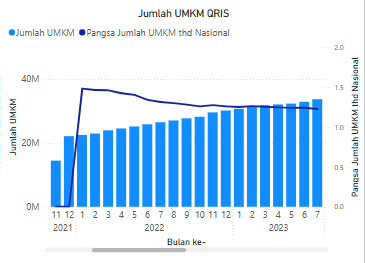 Jumlah UMKM QRIS
Jumlah UMKM Pangsa Jumlah UMKM thd Nasional
Jumlah UMKM
40M
20M
0M
2.0
1.5
1.0
0.5
0.0
Pangsa Jumlah UMKM thd Nasional
11 12 1 2 3 4 5 6 7 8 9 10 11 12 1 2 3 4 5 6 7
2021 2022 2023
Bulan ke-